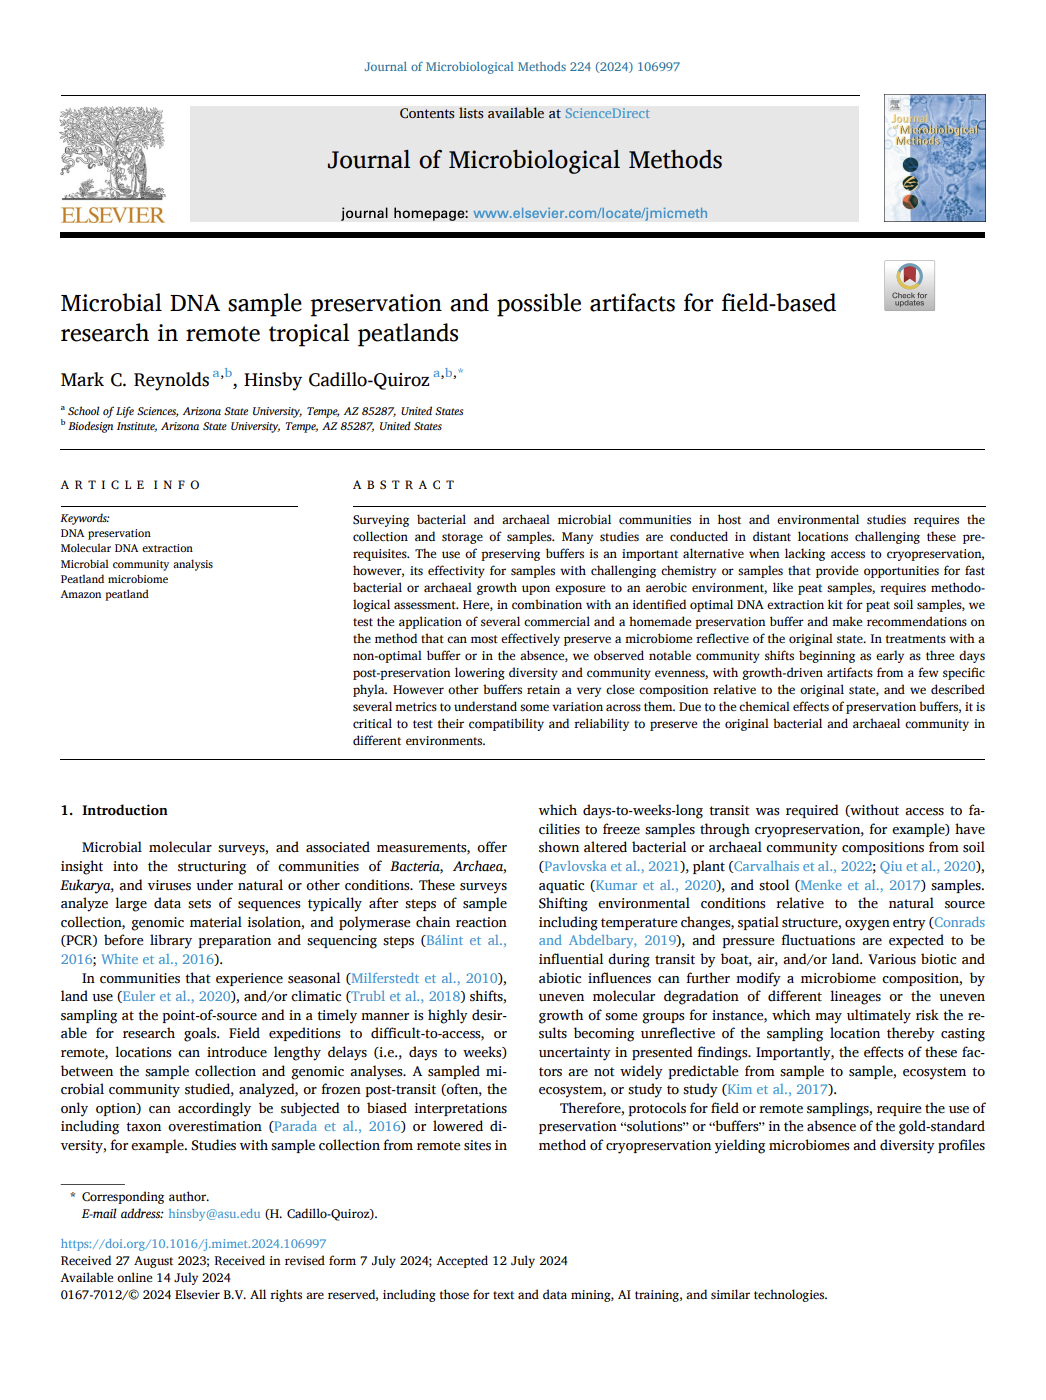 Journal of Microbiological Methods 224 (2024) 106997
Contents lists available at ScienceDirect
Journal of Microbiological Methods
journal homepage: www.elsevier.com/locate/jmicmeth
ELSEVIER
Journal
of Microbiological
Methods
Check for
updates
Microbial DNA sample preservation and possible artifacts for field-based
research in remote tropical peatlands
Mark C. Reynolds a,b, Hinsby Cadillo-Quiroz a,b,*
a School of Life Sciences, Arizona State University, Tempe, AZ 85287, United States
b Biodesign Institute, Arizona State University, Tempe, AZ 85287, United States
ARTICLE INFO
Keywords:
DNA preservation
Molecular DNA extraction
Microbial community analysis
Peatland microbiome
Amazon peatland
ABSTRACT
Surveying bacterial and archaeal microbial communities in host and environmental studies requires the
collection and storage of samples. Many studies are conducted in distant locations challenging these pre-
requisites. The use of preserving buffers is an important alternative when lacking access to cryopreservation,
however, its effectivity for samples with challenging chemistry or samples that provide opportunities for fast
bacterial or archaeal growth upon exposure to an aerobic environment, like peat samples, requires methodo-
logical assessment. Here, in combination with an identified optimal DNA extraction kit for peat soil samples, we
test the application of several commercial and a homemade preservation buffer and make recommendations on
the method that can most effectively preserve a microbiome reflective of the original state. In treatments with a
non-optimal buffer or in the absence, we observed notable community shifts beginning as early as three days
post-preservation lowering diversity and community evenness, with growth-driven artifacts from a few specific
phyla. However other buffers retain a very close composition relative to the original state, and we described
several metrics to understand some variation across them. Due to the chemical effects of preservation buffers, it is
critical to test their compatibility and reliability to preserve the original bacterial and archaeal community in
different environments.
1. Introduction
Microbial molecular surveys, and associated measurements, offer
insight into the structuring of communities of Bacteria, Archaea,
Eukarya, and viruses under natural or other conditions. These surveys
analyze large data sets of sequences typically after steps of sample
collection, genomic material isolation, and polymerase chain reaction
(PCR) before library preparation and sequencing steps (Bálint et al.,
2016; White et al., 2016).
In communities that experience seasonal (Milferstedt et al., 2010),
land use (Euler et al., 2020), and/or climatic (Trubl et al., 2018) shifts,
sampling at the point-of-source and in a timely manner is highly desir-
able for research goals. Field expeditions to difficult-to-access, or
remote, locations can introduce lengthy delays (i.e., days to weeks)
between the sample collection and genomic analyses. A sampled mi-
crobial community studied, analyzed, or frozen post-transit (often, the
only option) can accordingly be subjected to biased interpretations
including taxon overestimation (Parada et al., 2016) or lowered di-
versity, for example. Studies with sample collection from remote sites in
which days-to-weeks-long transit was required (without access to fa-
cilities to freeze samples through cryopreservation, for example) have
shown altered bacterial or archaeal community compositions from soil
(Pavlovska et al., 2021), plant (Carvalhais et al., 2022; Qiu et al., 2020),
aquatic (Kumar et al., 2020), and stool (Menke et al., 2017) samples.
Shifting environmental conditions relative to the natural source
including temperature changes, spatial structure, oxygen entry (Conrads
and Abdelbary, 2019), and pressure fluctuations are expected to be
influential during transit by boat, air, and/or land. Various biotic and
abiotic influences can further modify a microbiome composition, by
uneven molecular degradation of different lineages or the uneven
growth of some groups for instance, which may ultimately risk the re-
sults becoming unreflective of the sampling location thereby casting
uncertainty in presented findings. Importantly, the effects of these fac-
tors are not widely predictable from sample to sample, ecosystem to
ecosystem, or study to study (Kim et al., 2017).
Therefore, protocols for field or remote samplings, require the use of
preservation “solutions” or “buffers” in the absence of the gold-standard
method of cryopreservation yielding microbiomes and diversity profiles
* Corresponding author.
E-mail address: hinsby@asu.edu (H. Cadillo-Quiroz).
https://doi.org/10.1016/j.mimet.2024.106997
Received 27 August 2023; Received in revised form 7 July 2024; Accepted 12 July 2024
Available online 14 July 2024
0167-7012/© 2024 Elsevier B.V. All rights are reserved, including those for text and data mining, AI training, and similar technologies.